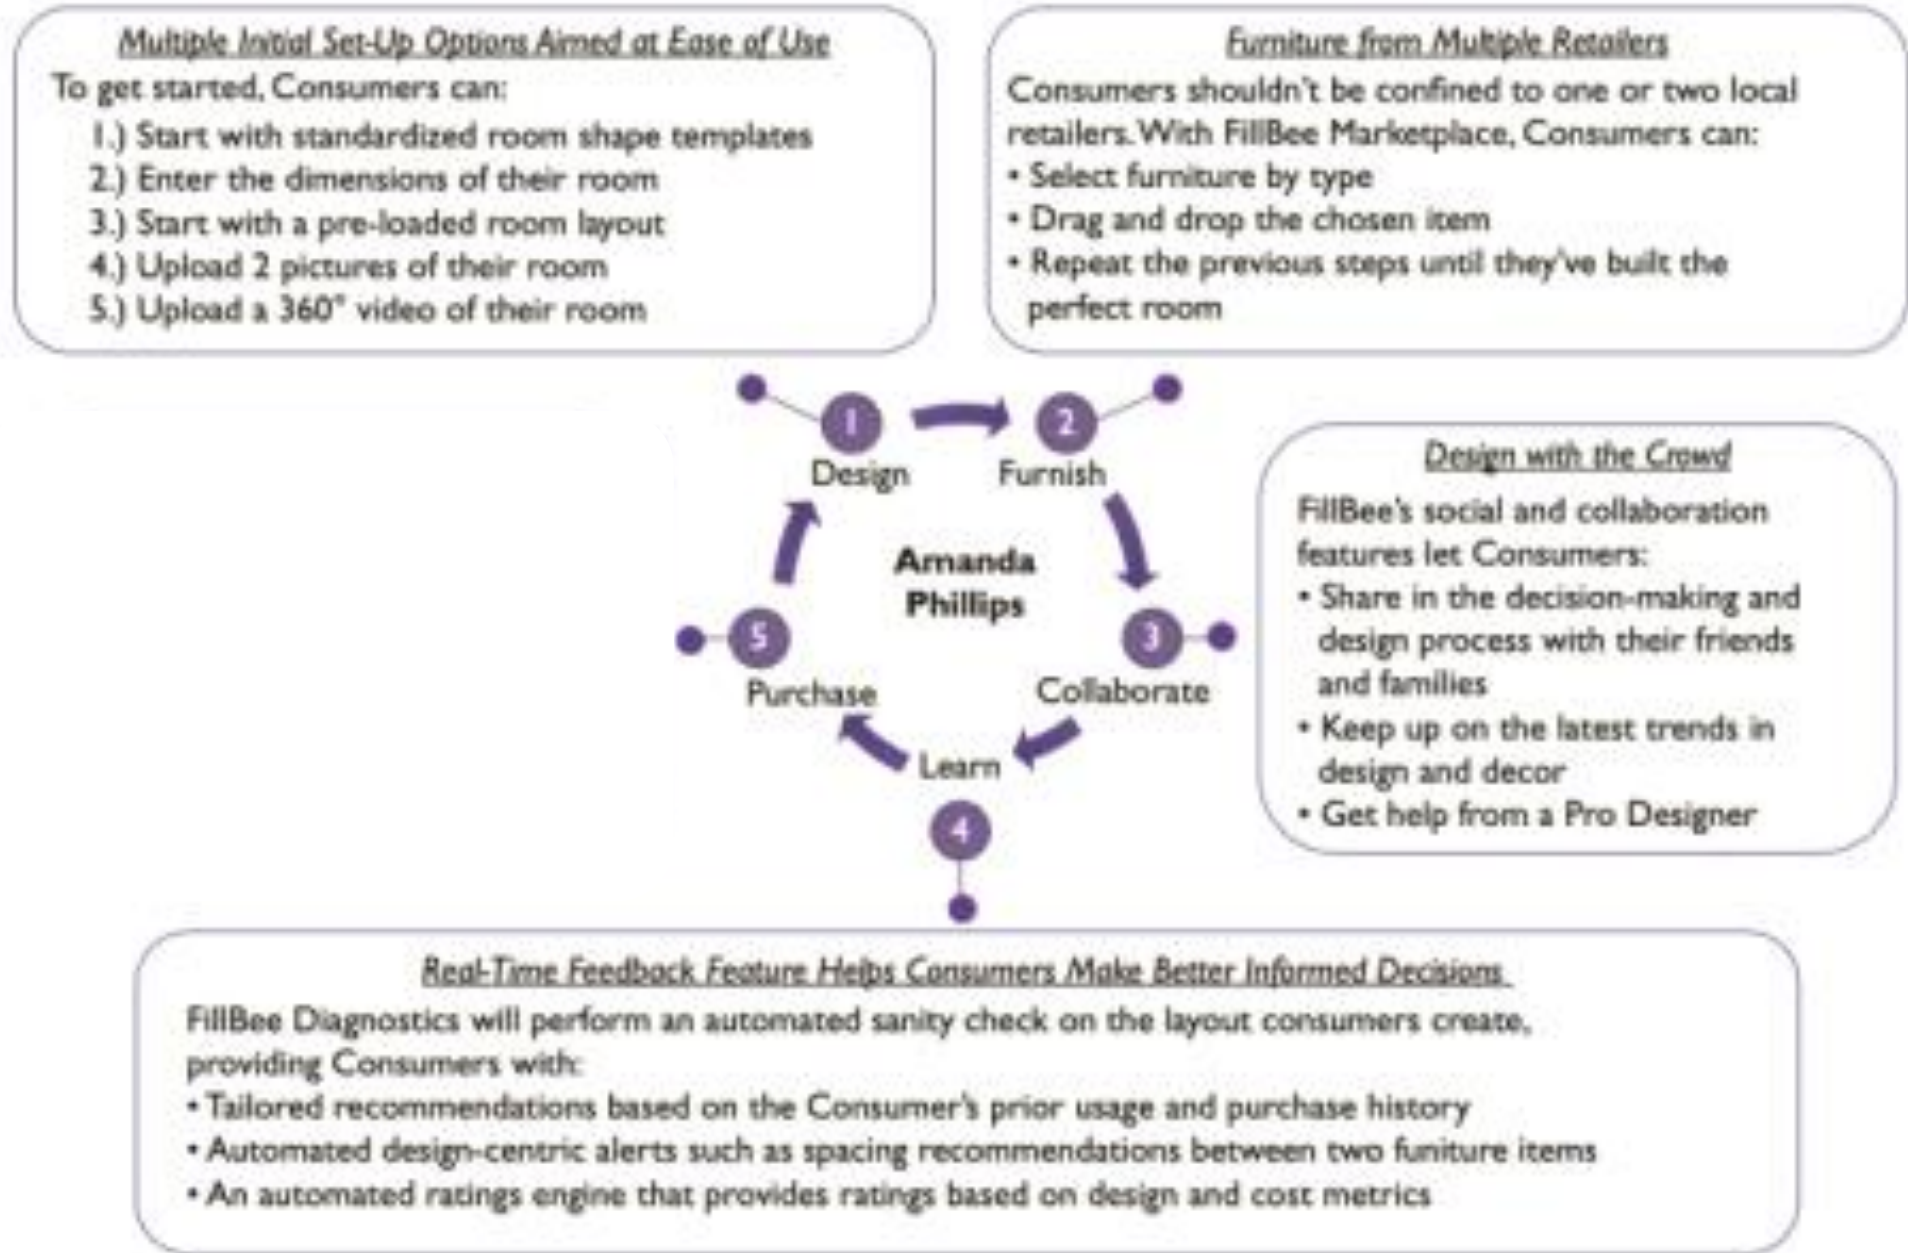 Multiple Initial Set-Up Options Aimed at Ease of Use
To get started, Consumers can:
1.) Start with standardized room shape templates
2.) Enter the dimensions of their room
3.) Start with a pre-loaded room layout
4.) Upload 2 pictures of their room
5.) Upload a 360° video of their room
Furniture from Multiple Retailers
Consumers shouldn't be confined to one or two local
retailers. With FillBee Marketplace, Consumers can:
• Select furniture by type
• Drag and drop the chosen item
• Repeat the previous steps until they've built the
perfect room
1
Design
2
Furnish
Amanda
Phillips
3
Collaborate
Learn
4
5
Purchase
Design with the Crowd
FillBee's social and collaboration
features let Consumers:
• Share in the decision-making and
design process with their friends
and families
• Keep up on the latest trends in
design and decor
• Get help from a Pro Designer
Real-Time Feedback Feature Helps Consumers Make Better Informed Decisions
FillBee Diagnostics will perform an automated sanity check on the layout consumers create,
providing Consumers with:
• Tailored recommendations based on the Consumer's prior usage and purchase history
• Automated design-centric alerts such as spacing recommendations between two funiture items
• An automated ratings engine that provides ratings based on design and cost metrics